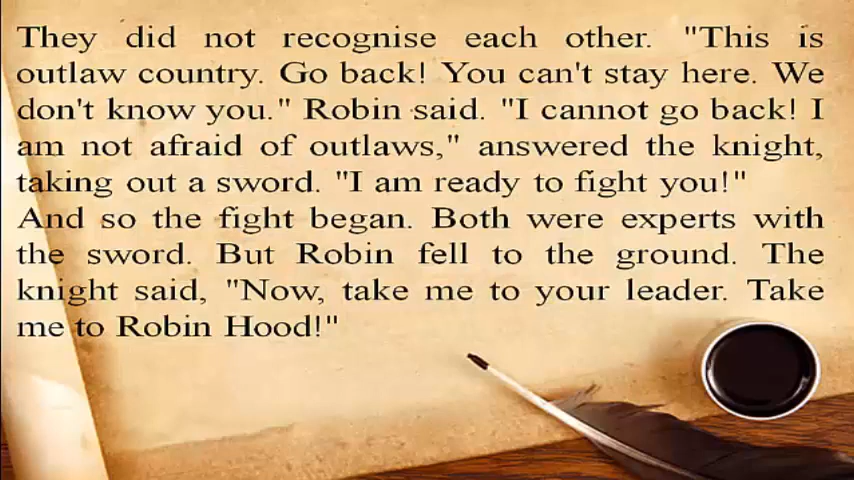 They did not recognise each other. "This is
outlaw country. Go back! You can't stay here. We
don't know you." Robin said. "I cannot go back! I
am not afraid of outlaws," answered the knight,
taking out a sword. "I am ready to fight you!"
And so the fight began. Both were experts with
the sword. But Robin fell to the ground. The
knight said, "Now, take me to your leader. Take
me to Robin Hood!"